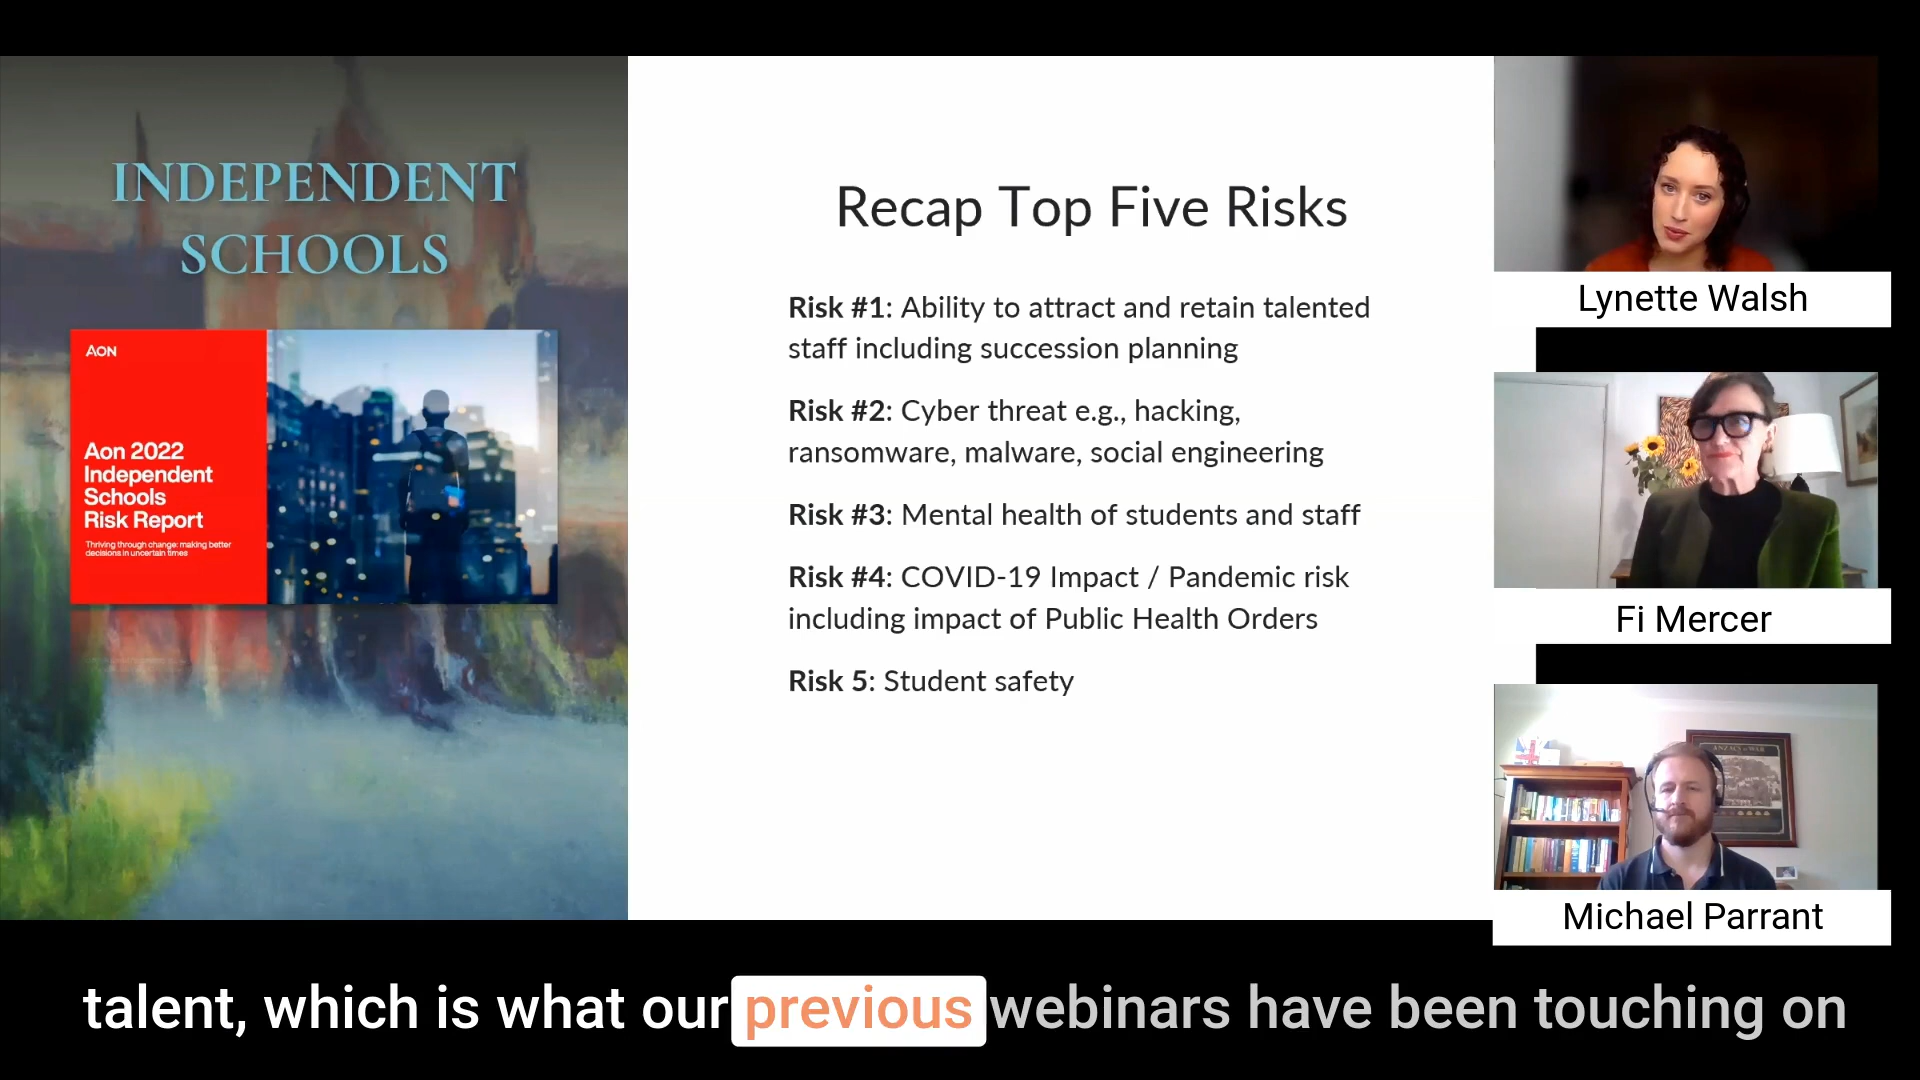 INDEPENDENT
SCHOOLS
AON
Aon 2022
Independent
Schools
Risk Report
Thriving through change: making better
decisions in uncertain times
Recap Top Five Risks
Risk #1: Ability to attract and retain talented
staff including succession planning
Risk #2: Cyber threat e.g., hacking,
ransomware, malware, social engineering
Risk #3: Mental health of students and staff
Risk #4: COVID-19 Impact / Pandemic risk
including impact of Public Health Orders
Risk 5: Student safety
Lynette Walsh
Fi Mercer
Michael Parrant
talent, which is what our previous webinars have been touching on